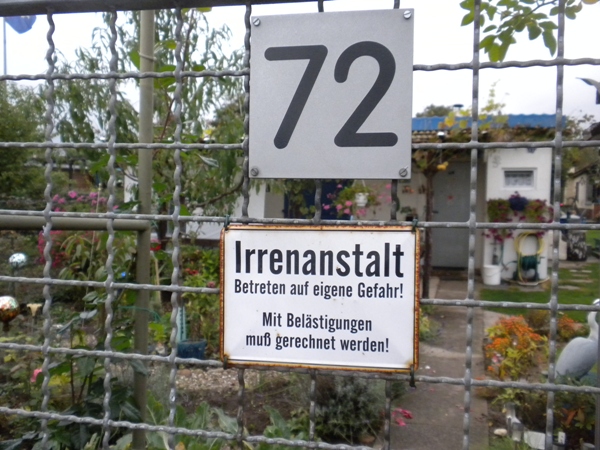 72
Irrenanstalt
Betreten auf eigene Gefahr!
Mit Belästigungen
muß gerechnet werden!